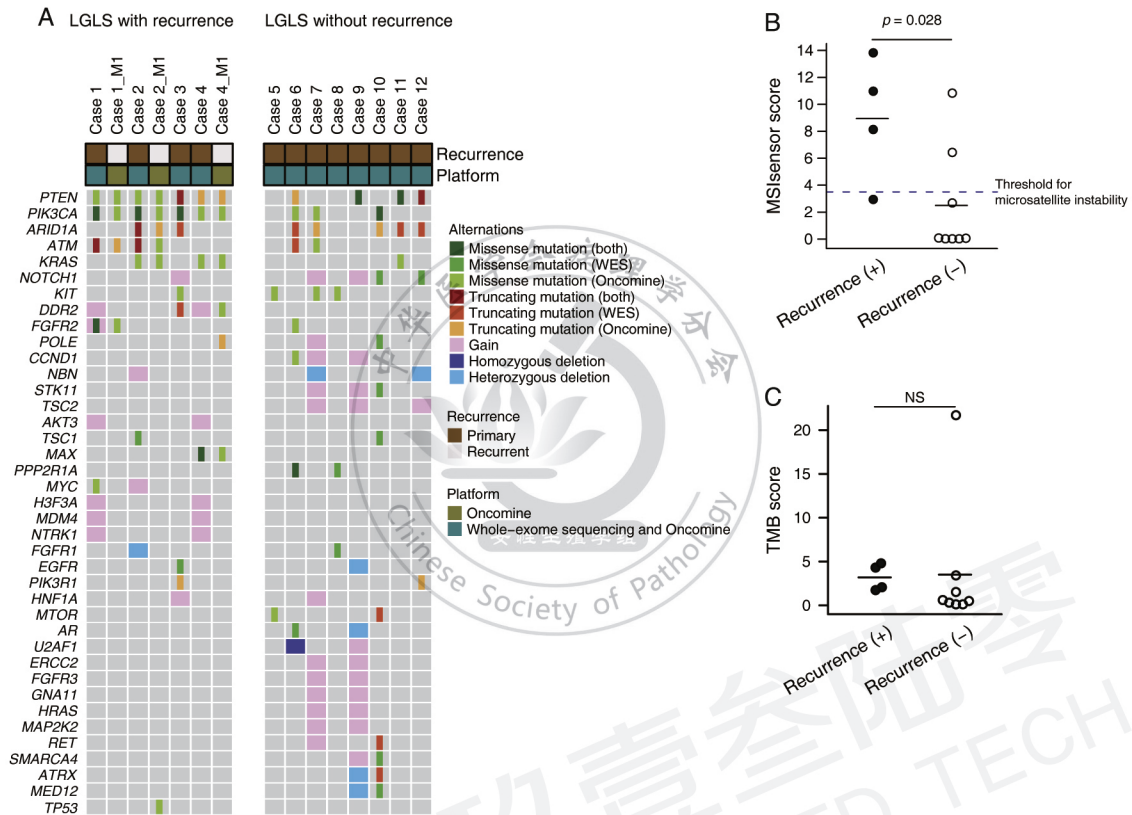 A
LGLS with recurrence
LGLS without recurrence
Case 1
Case 1_M1
Case 2
Case 2_M1
Case 3
Case 4
Case 4_M1
Case 5
Case 6
Case 7
Case 8
Case 9
Case 10
Case 11
Case 12
Recurrence
Platform
PTEN
PIK3CA
ARID1A
ATM
KRAS
NOTCH1
KIT
DDR2
FGFR2
POLE
CCND1
NBN
STK11
TSC2
AKT3
TSC1
MAX
PPP2R1A
MYC
H3F3A
MDM4
NTRK1
FGFR1
EGFR
PIK3R1
HNF1A
MTOR
AR
U2AF1
ERCC2
FGFR3
GNA11
HRAS
MAP2K2
RET
SMARCA4
ATRX
MED12
TP53
Alternations
Missense mutation (both)
Missense mutation (WES)
Missense mutation (Oncomine)
Truncating mutation (both)
Truncating mutation (WES)
Truncating mutation (Oncomine)
Gain
Homozygous deletion
Heterozygous deletion
Recurrence
Primary
Recurrent
Platform
Oncomine
Whole-exome sequencing and Oncomine
B
p = 0.028
MSIsensor score
14
12
10
8
6
4
2
0
Threshold for
microsatellite instability
Recurrence (+)
Recurrence (−)
C
NS
TMB score
20
15
10
5
0
Recurrence (+)
Recurrence (−)
Chinese Society of Pathology
壹叁陆零
TECH